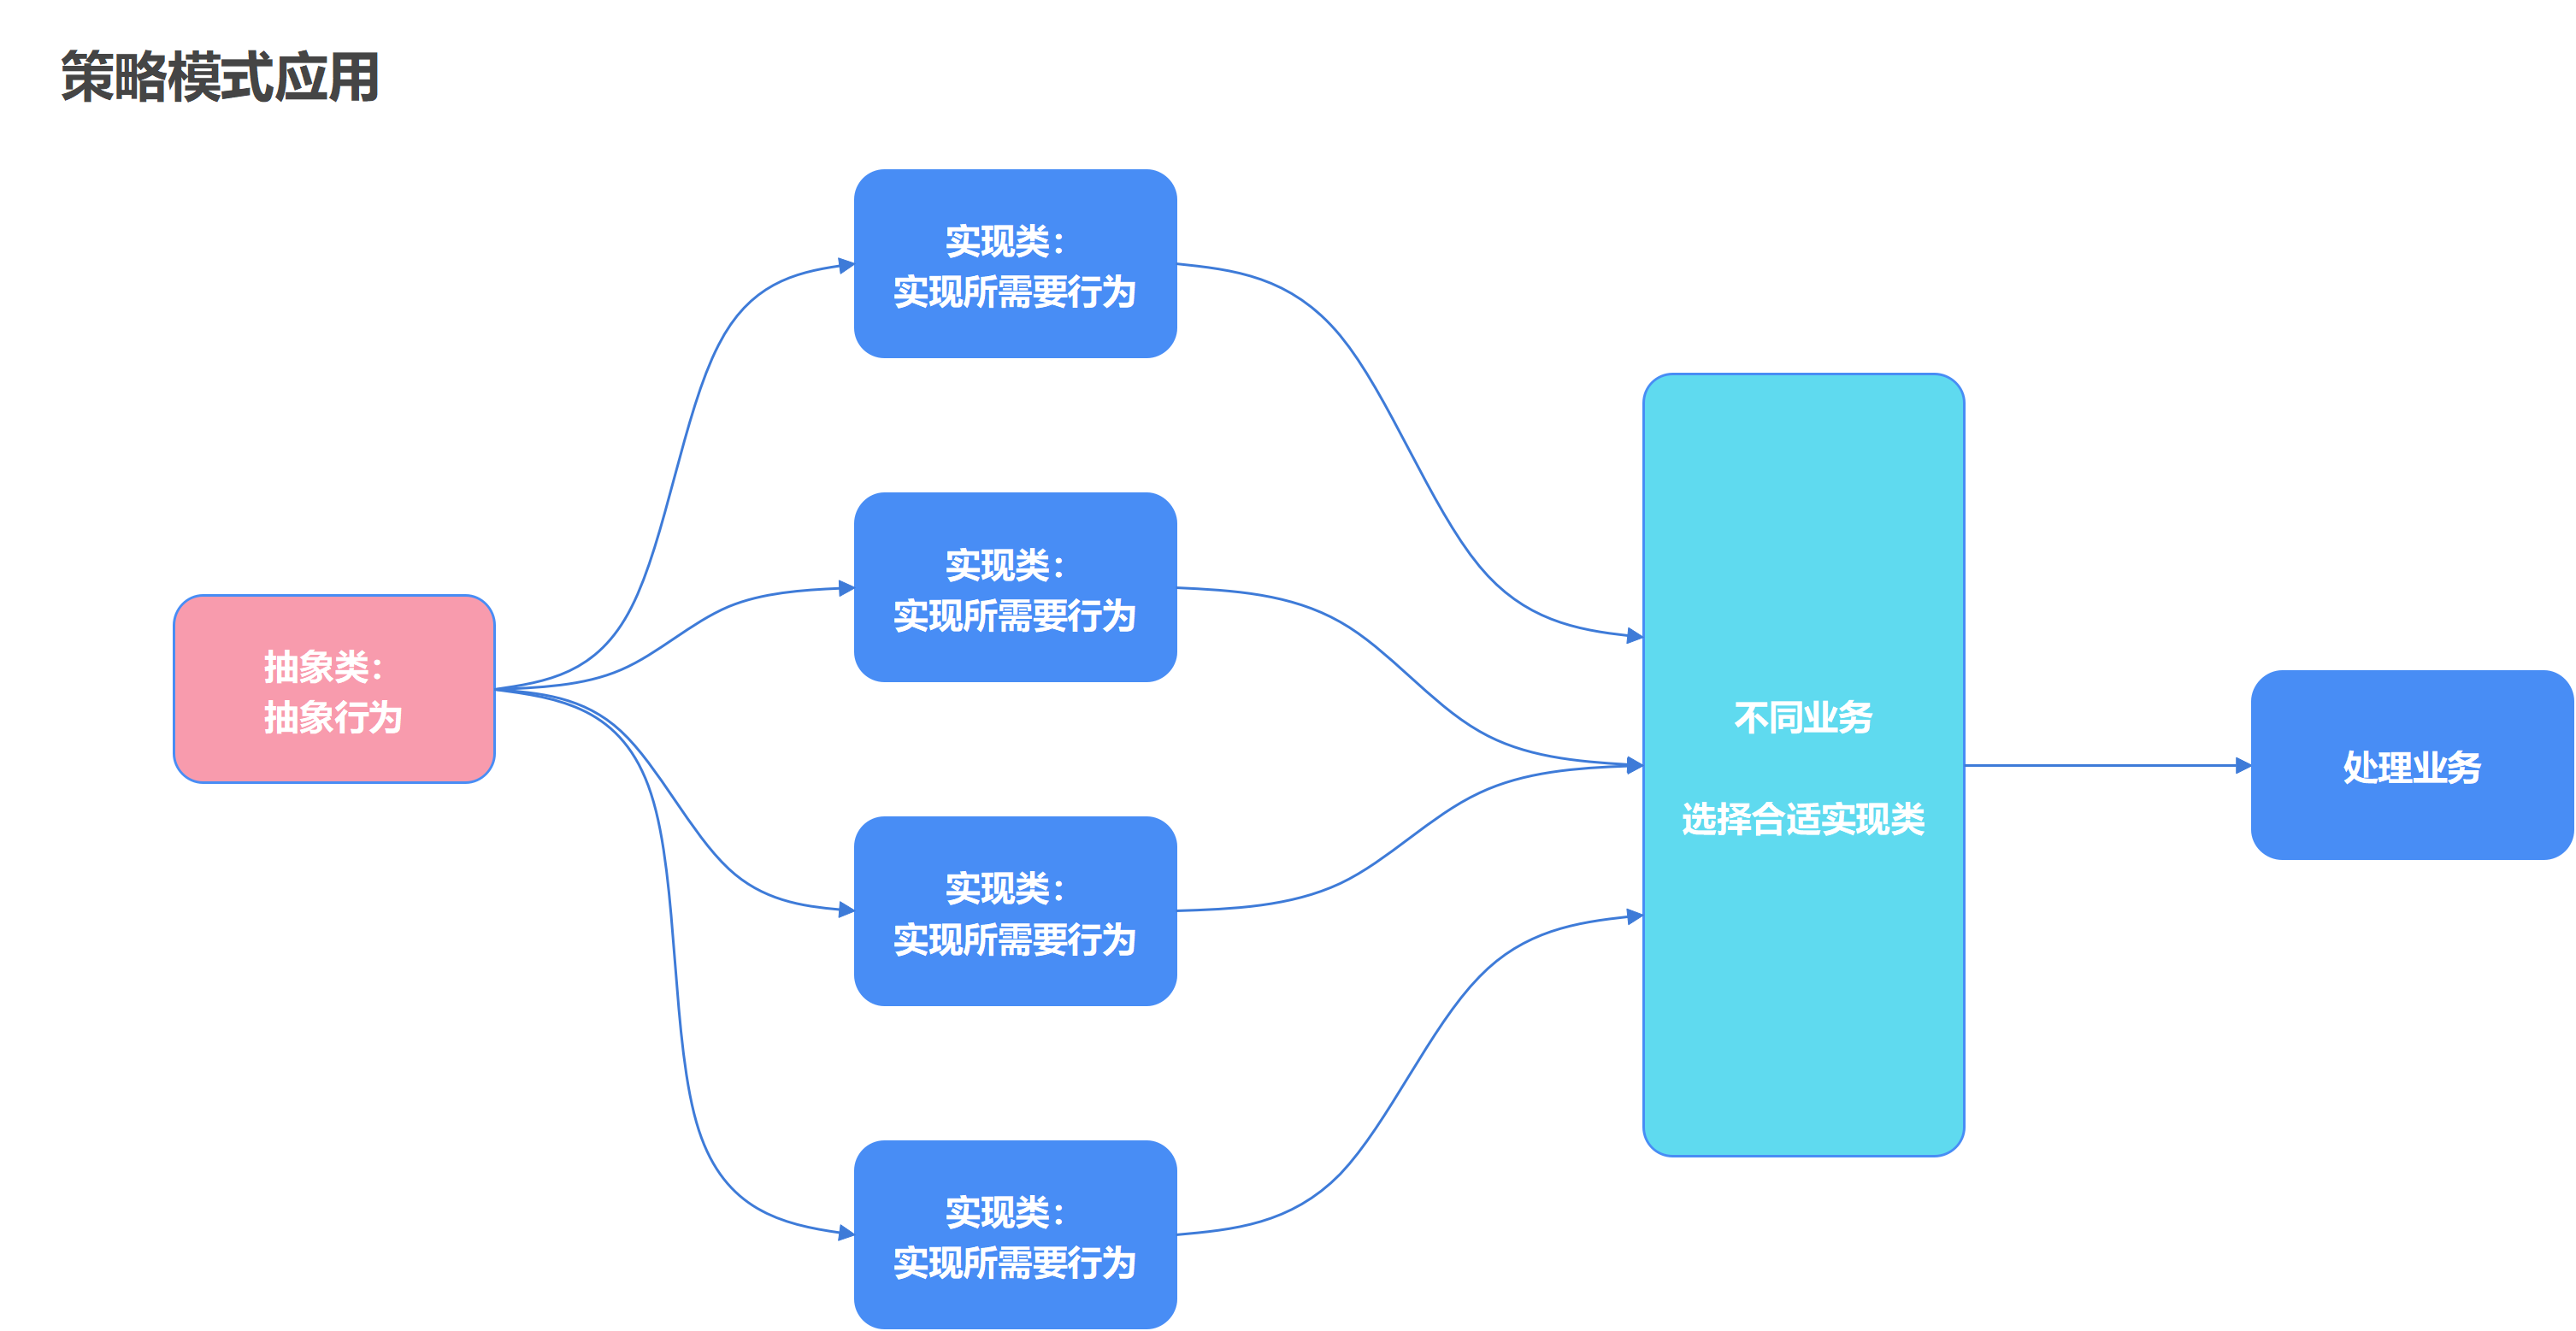 策略模式应用
实现类：
实现所需要行为
实现类：
实现所需要行为
抽象类：
抽象行为
不同业务
选择合适实现类
处理业务
实现类：
实现所需要行为
实现类：
实现所需要行为